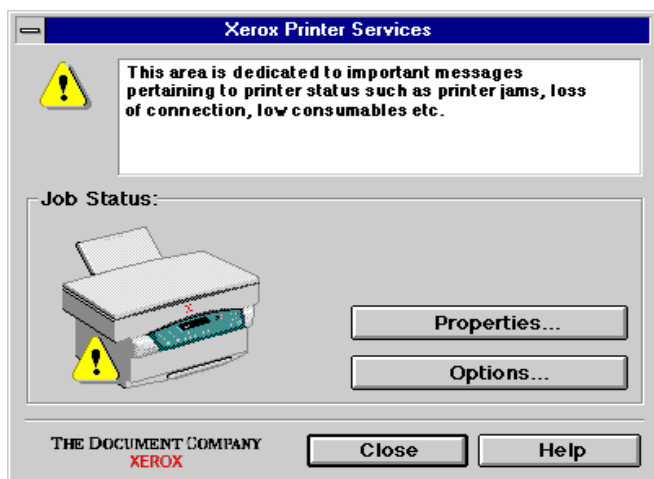 Xerox Printer Services
This area is dedicated to important messages
pertaining to printer status such as printer jams, loss
of connection, low consumables etc.
Job Status:
X
Properties...
Options...
THE DOCUMENT COMPANY
XEROX
Close
Help